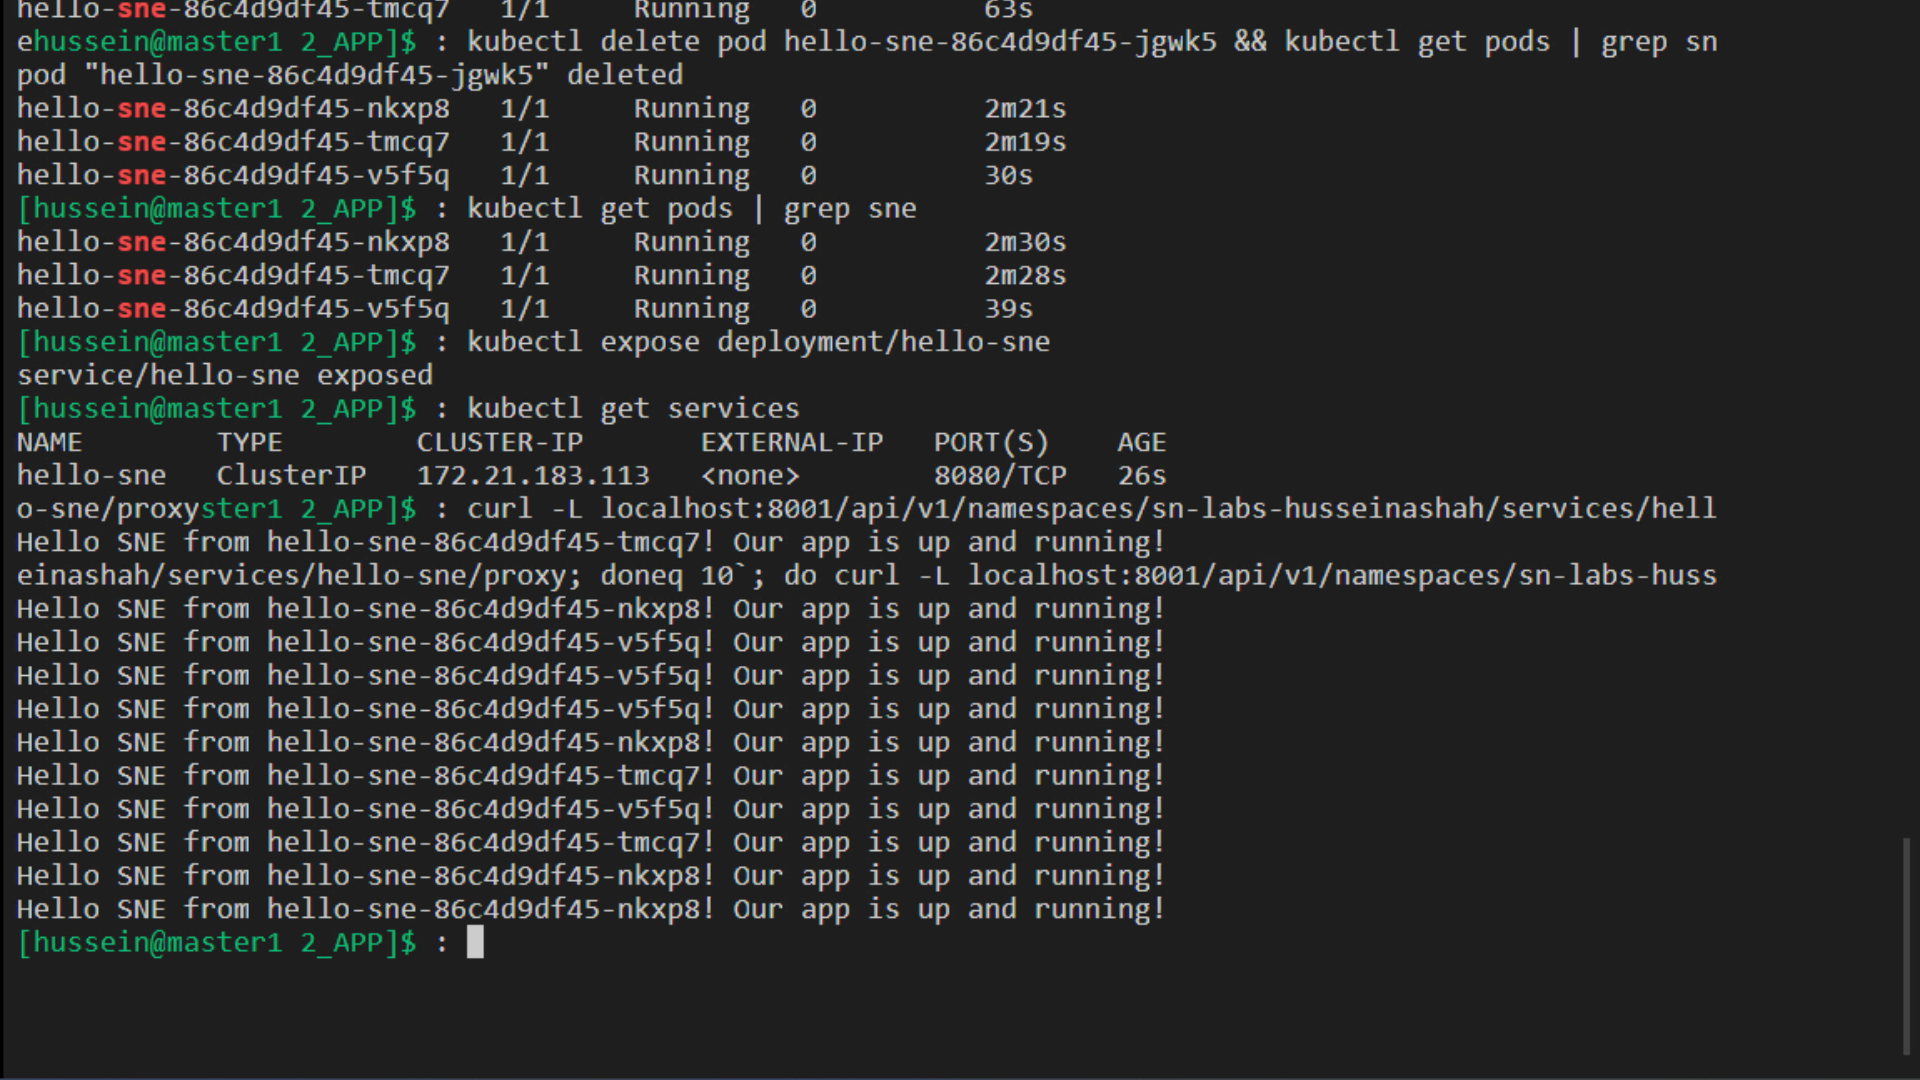 hello-sne-86c4d9df45-tmcq7   1/1     Running   0          63s
ehussein@master1 2_APP]$ : kubectl delete pod hello-sne-86c4d9df45-jgwk5 && kubectl get pods | grep sn
pod "hello-sne-86c4d9df45-jgwk5" deleted
hello-sne-86c4d9df45-nkxp8   1/1     Running   0          2m21s
hello-sne-86c4d9df45-tmcq7   1/1     Running   0          2m19s
hello-sne-86c4d9df45-v5f5q   1/1     Running   0          30s
[hussein@master1 2_APP]$ : kubectl get pods | grep sne
hello-sne-86c4d9df45-nkxp8   1/1     Running   0          2m30s
hello-sne-86c4d9df45-tmcq7   1/1     Running   0          2m28s
hello-sne-86c4d9df45-v5f5q   1/1     Running   0          39s
[hussein@master1 2_APP]$ : kubectl expose deployment/hello-sne
service/hello-sne exposed
[hussein@master1 2_APP]$ : kubectl get services
NAME        TYPE        CLUSTER-IP       EXTERNAL-IP   PORT(S)    AGE
hello-sne   ClusterIP   172.21.183.113   <none>        8080/TCP   26s
o-sne/proxyster1 2_APP]$ : curl -L localhost:8001/api/v1/namespaces/sn-labs-husseinashah/services/hell
Hello SNE from hello-sne-86c4d9df45-tmcq7! Our app is up and running!
einashah/services/hello-sne/proxy; doneq 10`; do curl -L localhost:8001/api/v1/namespaces/sn-labs-huss
Hello SNE from hello-sne-86c4d9df45-nkxp8! Our app is up and running!
Hello SNE from hello-sne-86c4d9df45-v5f5q! Our app is up and running!
Hello SNE from hello-sne-86c4d9df45-v5f5q! Our app is up and running!
Hello SNE from hello-sne-86c4d9df45-v5f5q! Our app is up and running!
Hello SNE from hello-sne-86c4d9df45-nkxp8! Our app is up and running!
Hello SNE from hello-sne-86c4d9df45-tmcq7! Our app is up and running!
Hello SNE from hello-sne-86c4d9df45-v5f5q! Our app is up and running!
Hello SNE from hello-sne-86c4d9df45-tmcq7! Our app is up and running!
Hello SNE from hello-sne-86c4d9df45-nkxp8! Our app is up and running!
Hello SNE from hello-sne-86c4d9df45-nkxp8! Our app is up and running!
[hussein@master1 2_APP]$ :